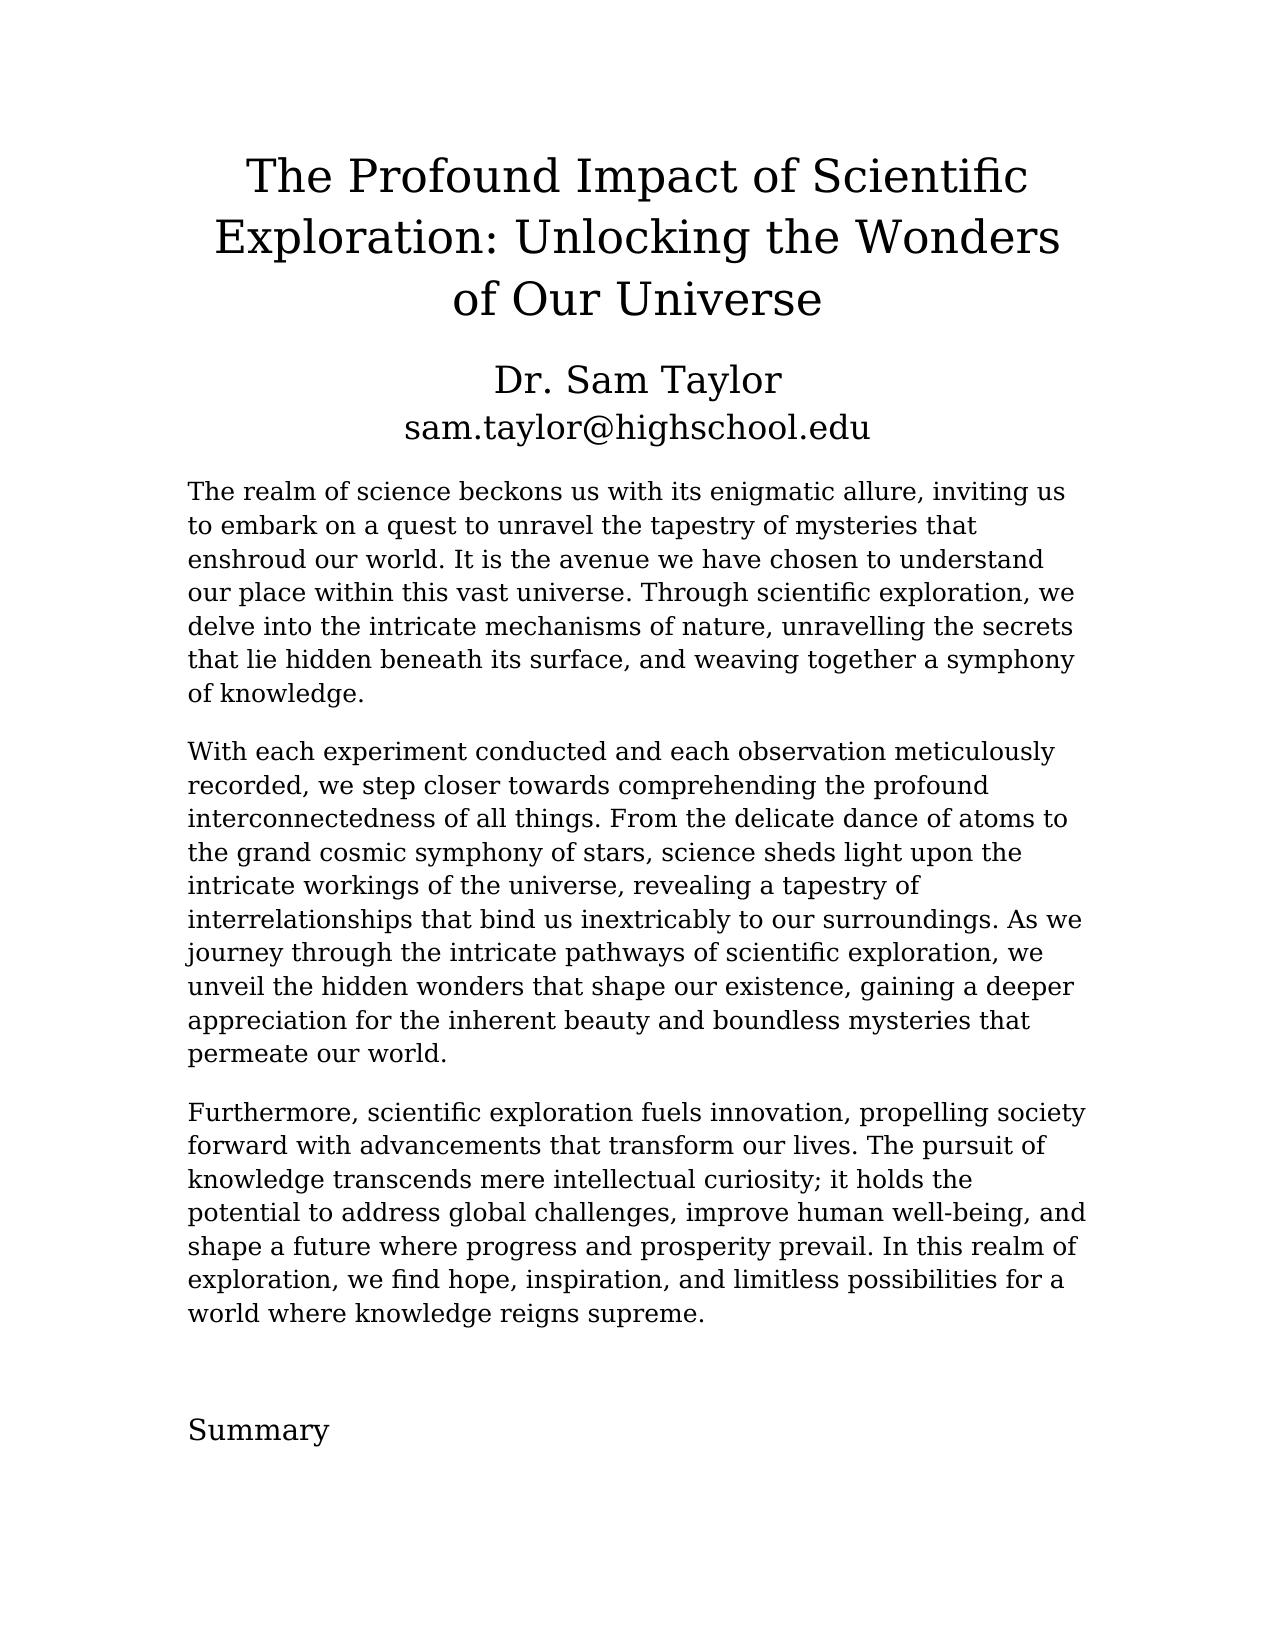 The Profound Impact of Scientific
Exploration: Unlocking the Wonders
of Our Universe
Dr. Sam Taylor
sam.taylor@highschool.edu
The realm of science beckons us with its enigmatic allure, inviting us
to embark on a quest to unravel the tapestry of mysteries that
enshroud our world. It is the avenue we have chosen to understand
our place within this vast universe. Through scientific exploration, we
delve into the intricate mechanisms of nature, unravelling the secrets
that lie hidden beneath its surface, and weaving together a symphony
of knowledge.
With each experiment conducted and each observation meticulously
recorded, we step closer towards comprehending the profound
interconnectedness of all things. From the delicate dance of atoms to
the grand cosmic symphony of stars, science sheds light upon the
intricate workings of the universe, revealing a tapestry of
interrelationships that bind us inextricably to our surroundings. As we
journey through the intricate pathways of scientific exploration, we
unveil the hidden wonders that shape our existence, gaining a deeper
appreciation for the inherent beauty and boundless mysteries that
permeate our world.
Furthermore, scientific exploration fuels innovation, propelling society
forward with advancements that transform our lives. The pursuit of
knowledge transcends mere intellectual curiosity; it holds the
potential to address global challenges, improve human well-being, and
shape a future where progress and prosperity prevail. In this realm of
exploration, we find hope, inspiration, and limitless possibilities for a
world where knowledge reigns supreme.
Summary